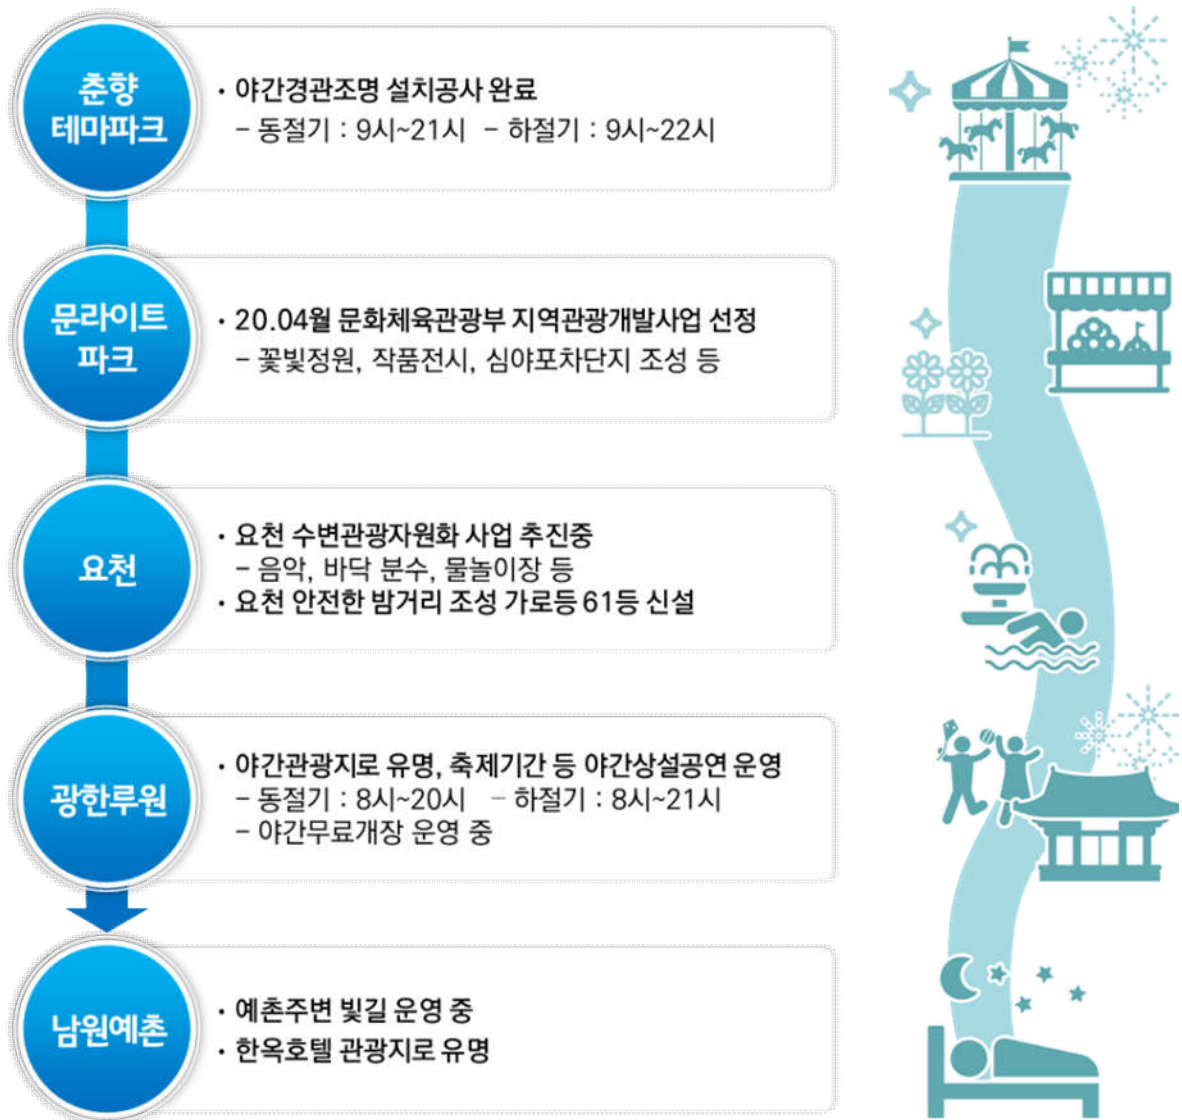 춘향
테마파크
· 야간경관조명 설치공사 완료
– 동절기 : 9시~21시 – 하절기 : 9시~22시
문라이트
파크
· 20.04월 문화체육관광부 지역관광개발사업 선정
– 꽃빛정원, 작품전시, 심야포차단지 조성 등
요천
· 요천 수변관광자원화 사업 추진중
– 음악, 바닥 분수, 물놀이장 등
· 요천 안전한 밤거리 조성 가로등 61등 신설
광한루원
· 야간관광지로 유명, 축제기간 등 야간상설공연 운영
– 동절기 : 8시~20시 – 하절기 : 8시~21시
– 야간무료개장 운영 중
남원예촌
· 예촌주변 빛길 운영 중
· 한옥호텔 관광지로 유명